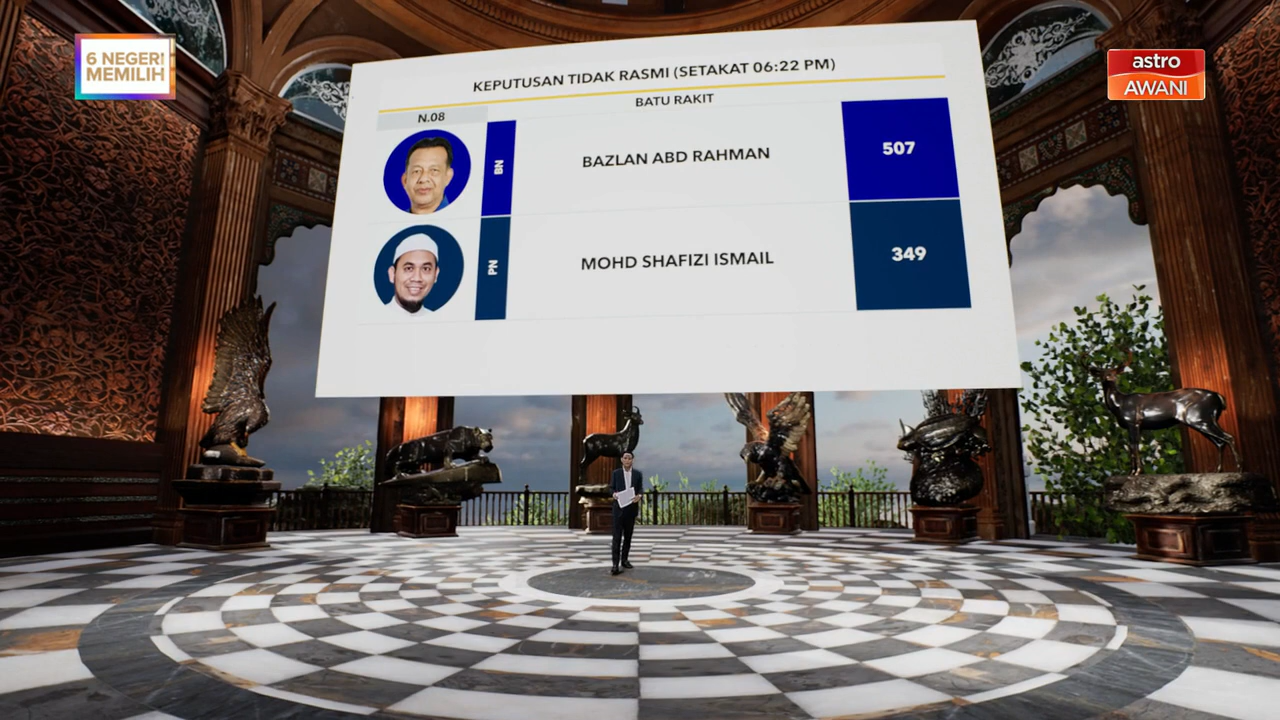 6 NEGERI
MEMILIH
astro
AWANI
KEPUTUSAN TIDAK RASMI (SETAKAT 06:22 PM)
N.08
BATU RAKIT
BN
BAZLAN ABD RAHMAN
507
PN
MOHD SHAFIZI ISMAIL
349